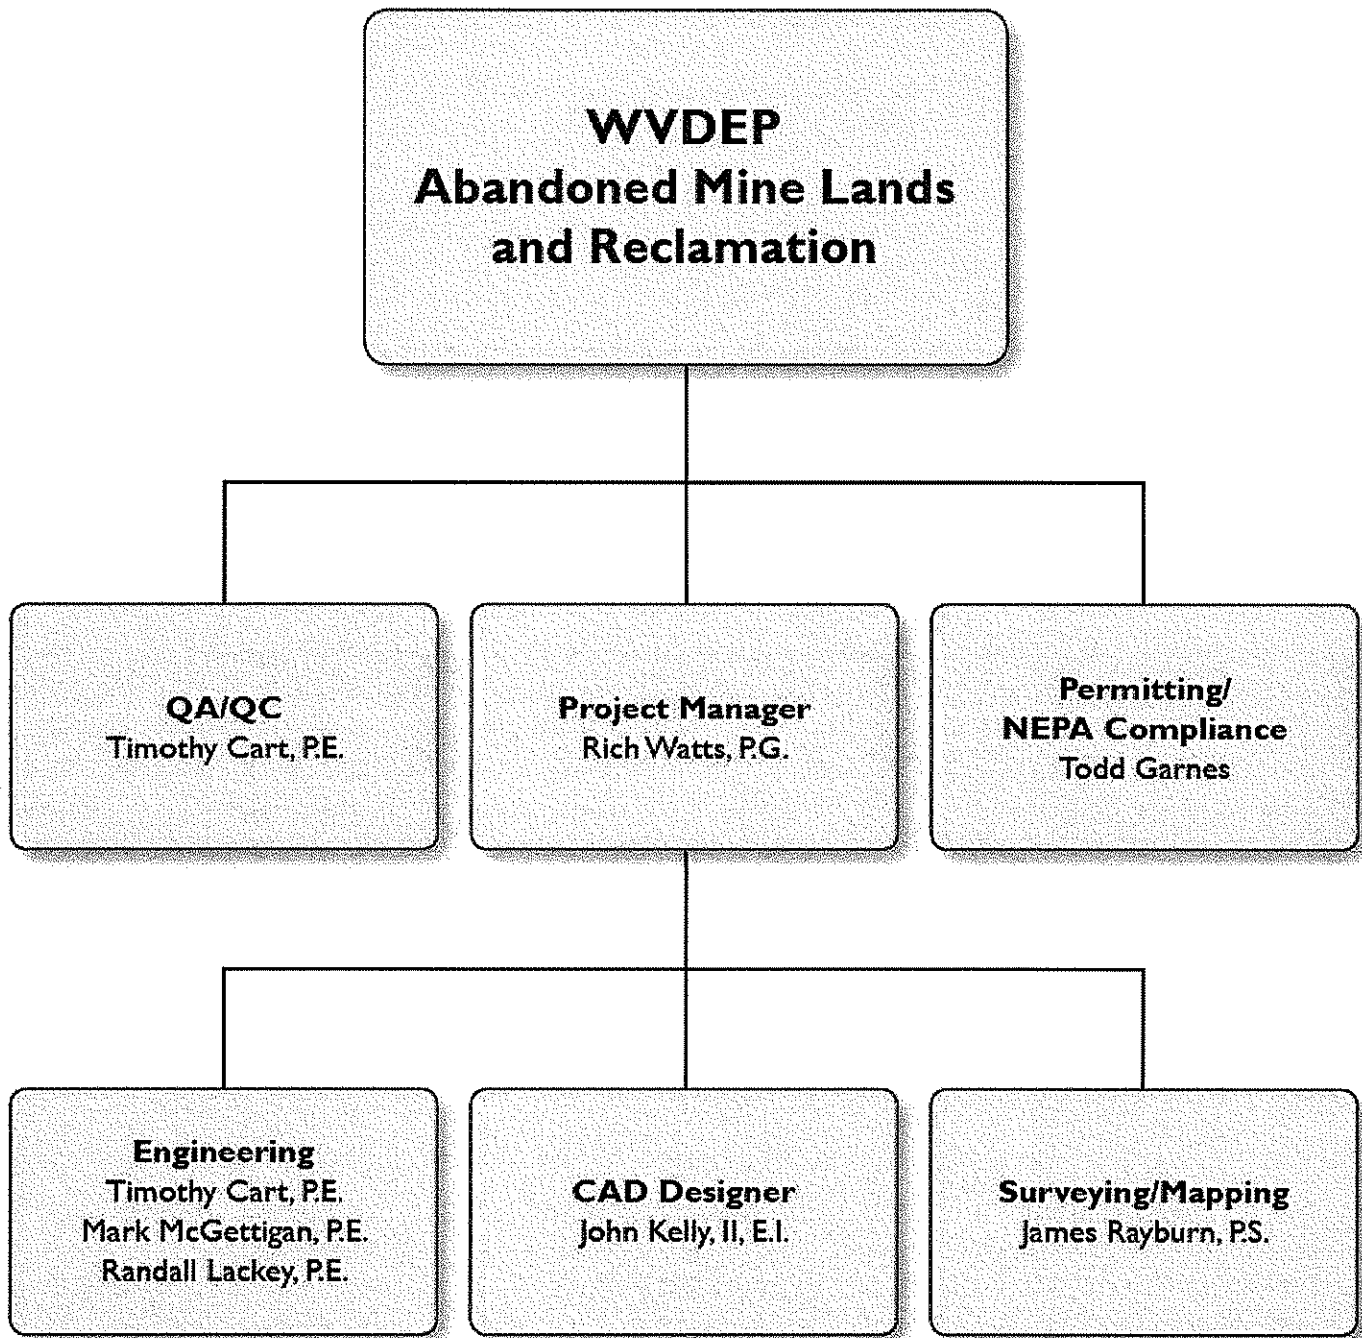 WVDEP
Abandoned Mine Lands
and Reclamation
QA/QC
Timothy Cart, P.E.
Project Manager
Rich Watts, P.G.
Permitting/
NEPA Compliance
Todd Garnes
Engineering
Timothy Cart, P.E.
Mark McGettigan, P.E.
Randall Lackey, P.E.
CAD Designer
John Kelly, II, E.I.
Surveying/Mapping
James Rayburn, P.S.